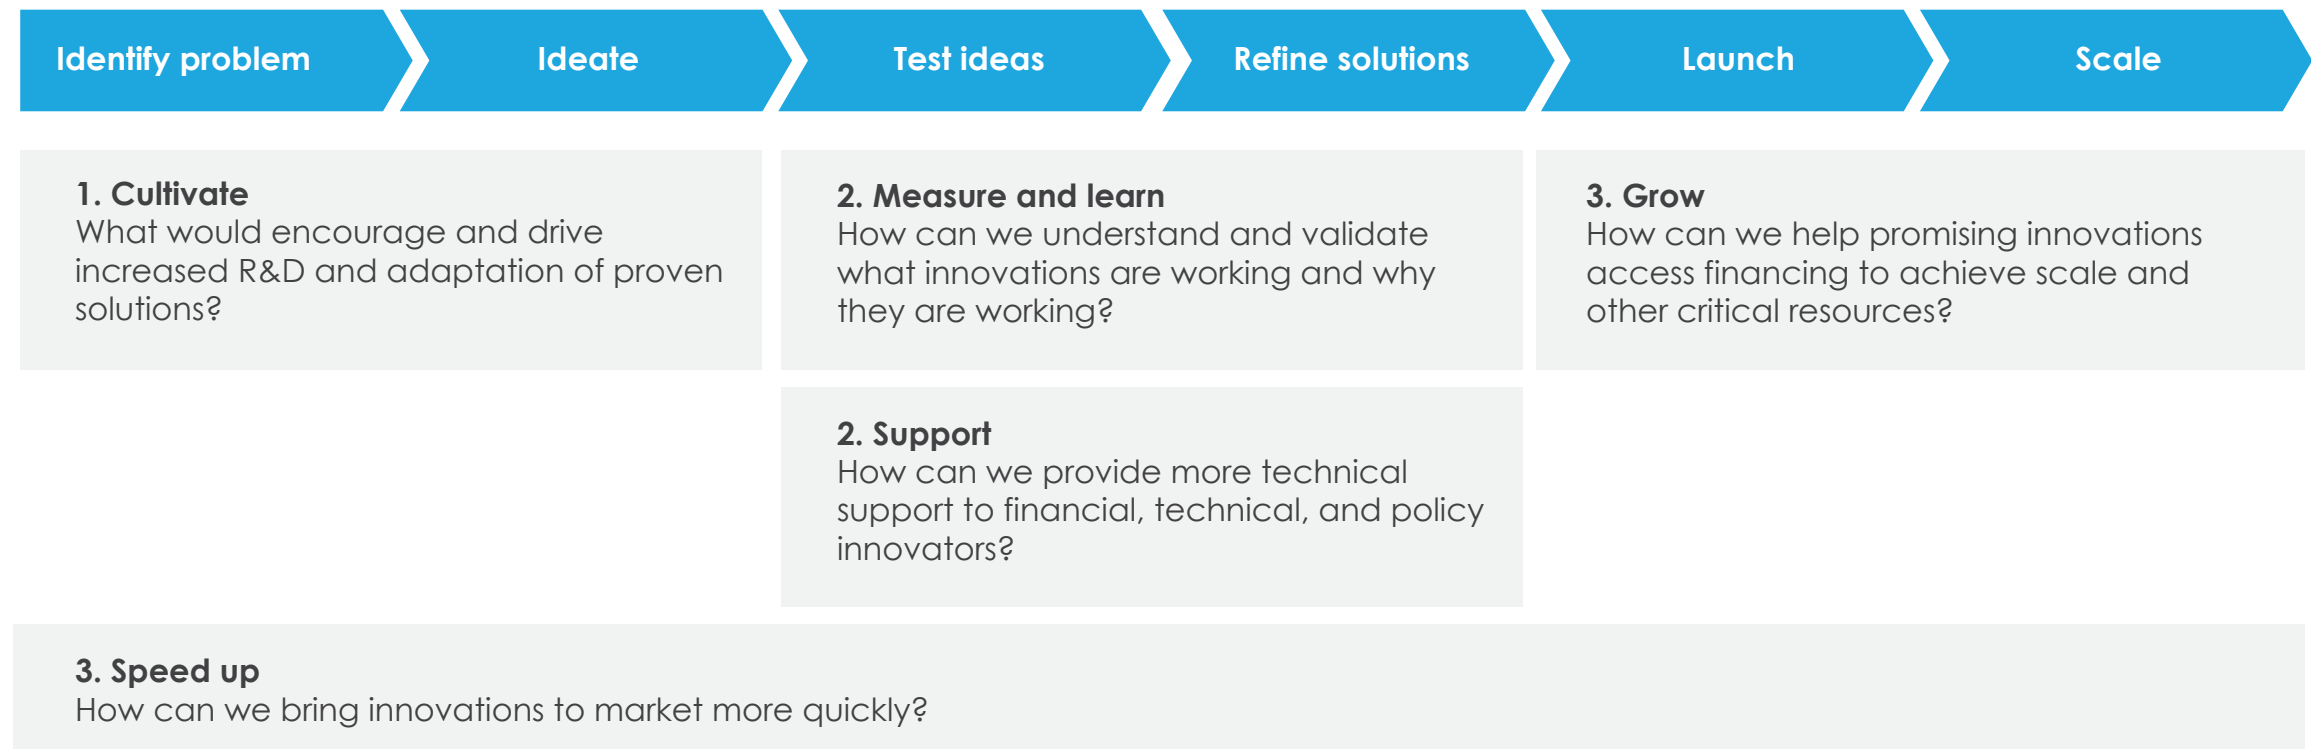 Identify problem
Ideate
Test ideas
Refine solutions
Launch
Scale
1. Cultivate
What would encourage and drive
increased R&D and adaptation of proven
solutions?
2. Measure and learn
How can we understand and validate
what innovations are working and why
they are working?
3. Grow
How can we help promising innovations
access financing to achieve scale and
other critical resources?
2. Support
How can we provide more technical
support to financial, technical, and policy
innovators?
3. Speed up
How can we bring innovations to market more quickly?